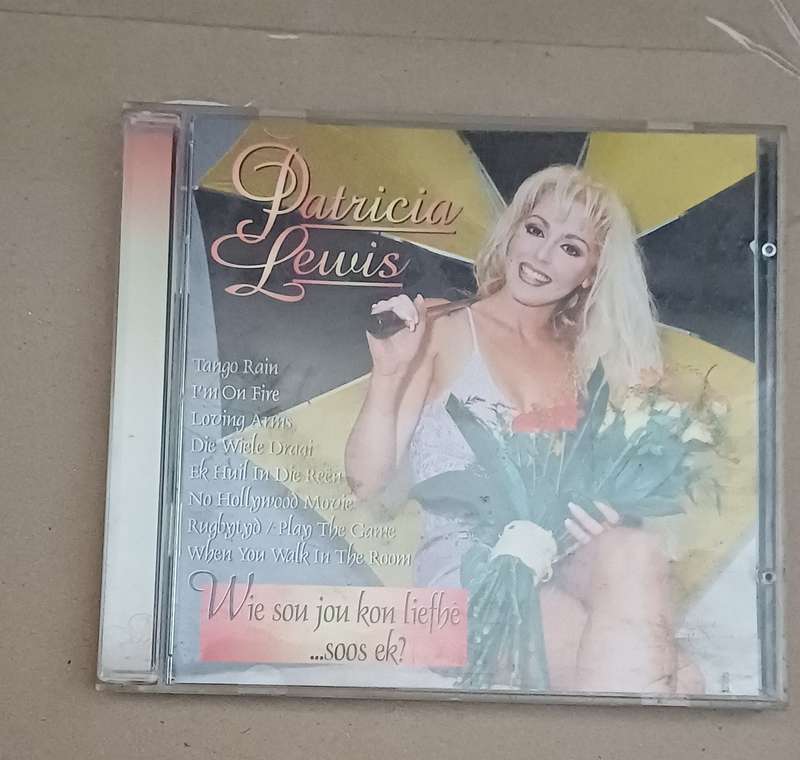 Patricia
Lewis
Tango Rain
I'm On Fire
Loving Arms
Die Wiele Draai
Ek Huil In Die Reën
No Hollywood Movie
Rugbytyd / Play The Game
When You Walk In The Room
Wie sou jou kon liefhê
...soos ek?